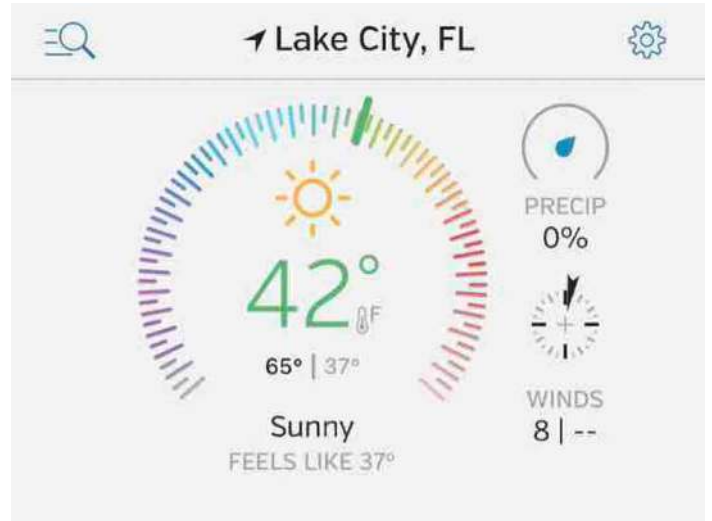 Lake City, FL
PRECIP
0%
42°
F
65° | 37°
WINDS
8 | --
Sunny
FEELS LIKE 37°